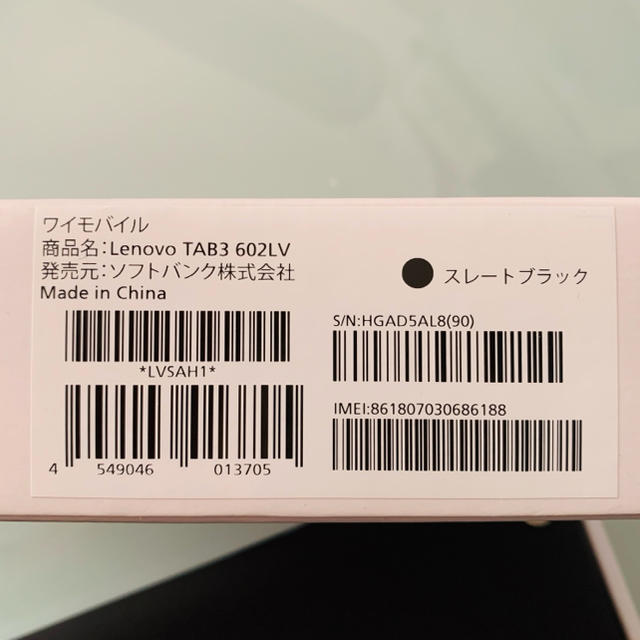 ワイモバイル
商品名：Lenovo TAB3 602LV
発売元：ソフトバンク株式会社
Made in China
スレートブラック
*LVSAH1*
4 549046 013705
S/N:HGAD5AL8(90)
IMEI:861807030686188